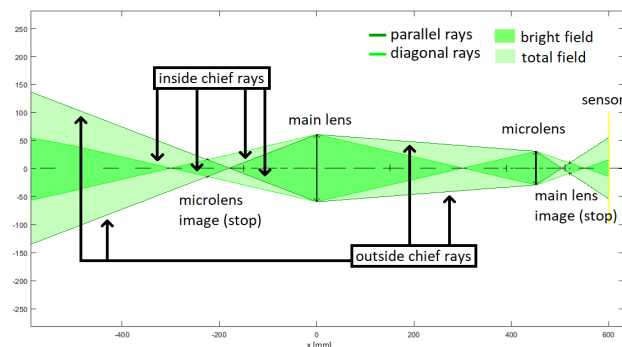 parallel rays
diagonal rays
bright field
total field
inside chief rays
main lens
sensor
microlens
microlens
image (stop)
main lens
image (stop)
outside chief rays
250
200
150
100
50
0
-50
-100
-150
-200
-250
-400
-200
0
200
400
600
x [mm]